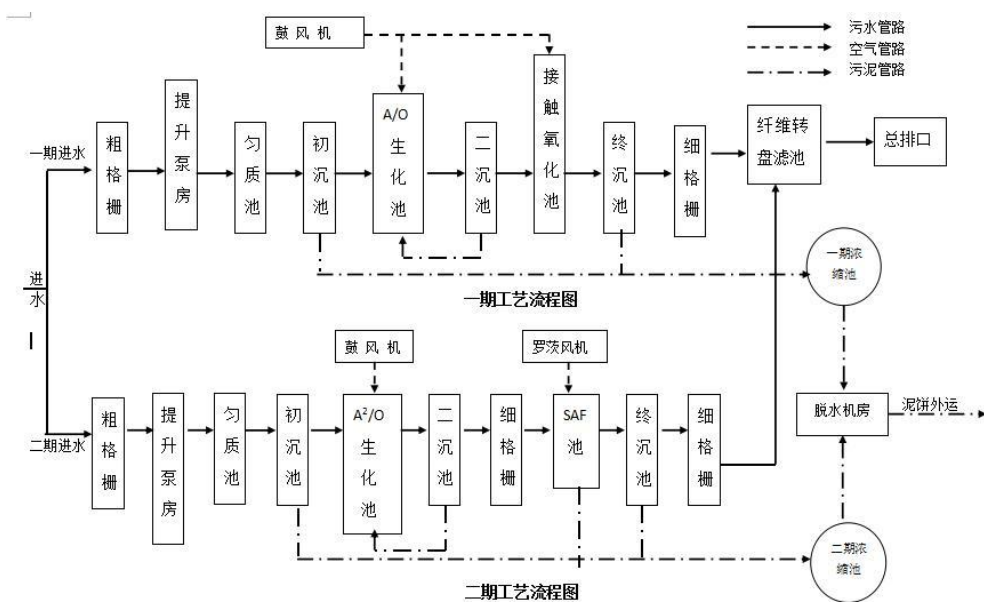 鼓 风 机
污水管路
空气管路
污泥管路
一期进水
粗格栅
提升泵房
匀质池
初沉池
A/O
生化池
二沉池
接触氧化池
终沉池
细格栅
纤维转
盘滤池
总排口
一期浓
缩池
一期工艺流程图
进
水
鼓 风 机
罗茨风机
二期进水
粗格栅
提升泵房
匀质池
初沉池
A²/O
生化池
二沉池
细格栅
SAF
池
终沉池
细格栅
脱水机房
泥饼外运
二期浓
缩池
二期工艺流程图